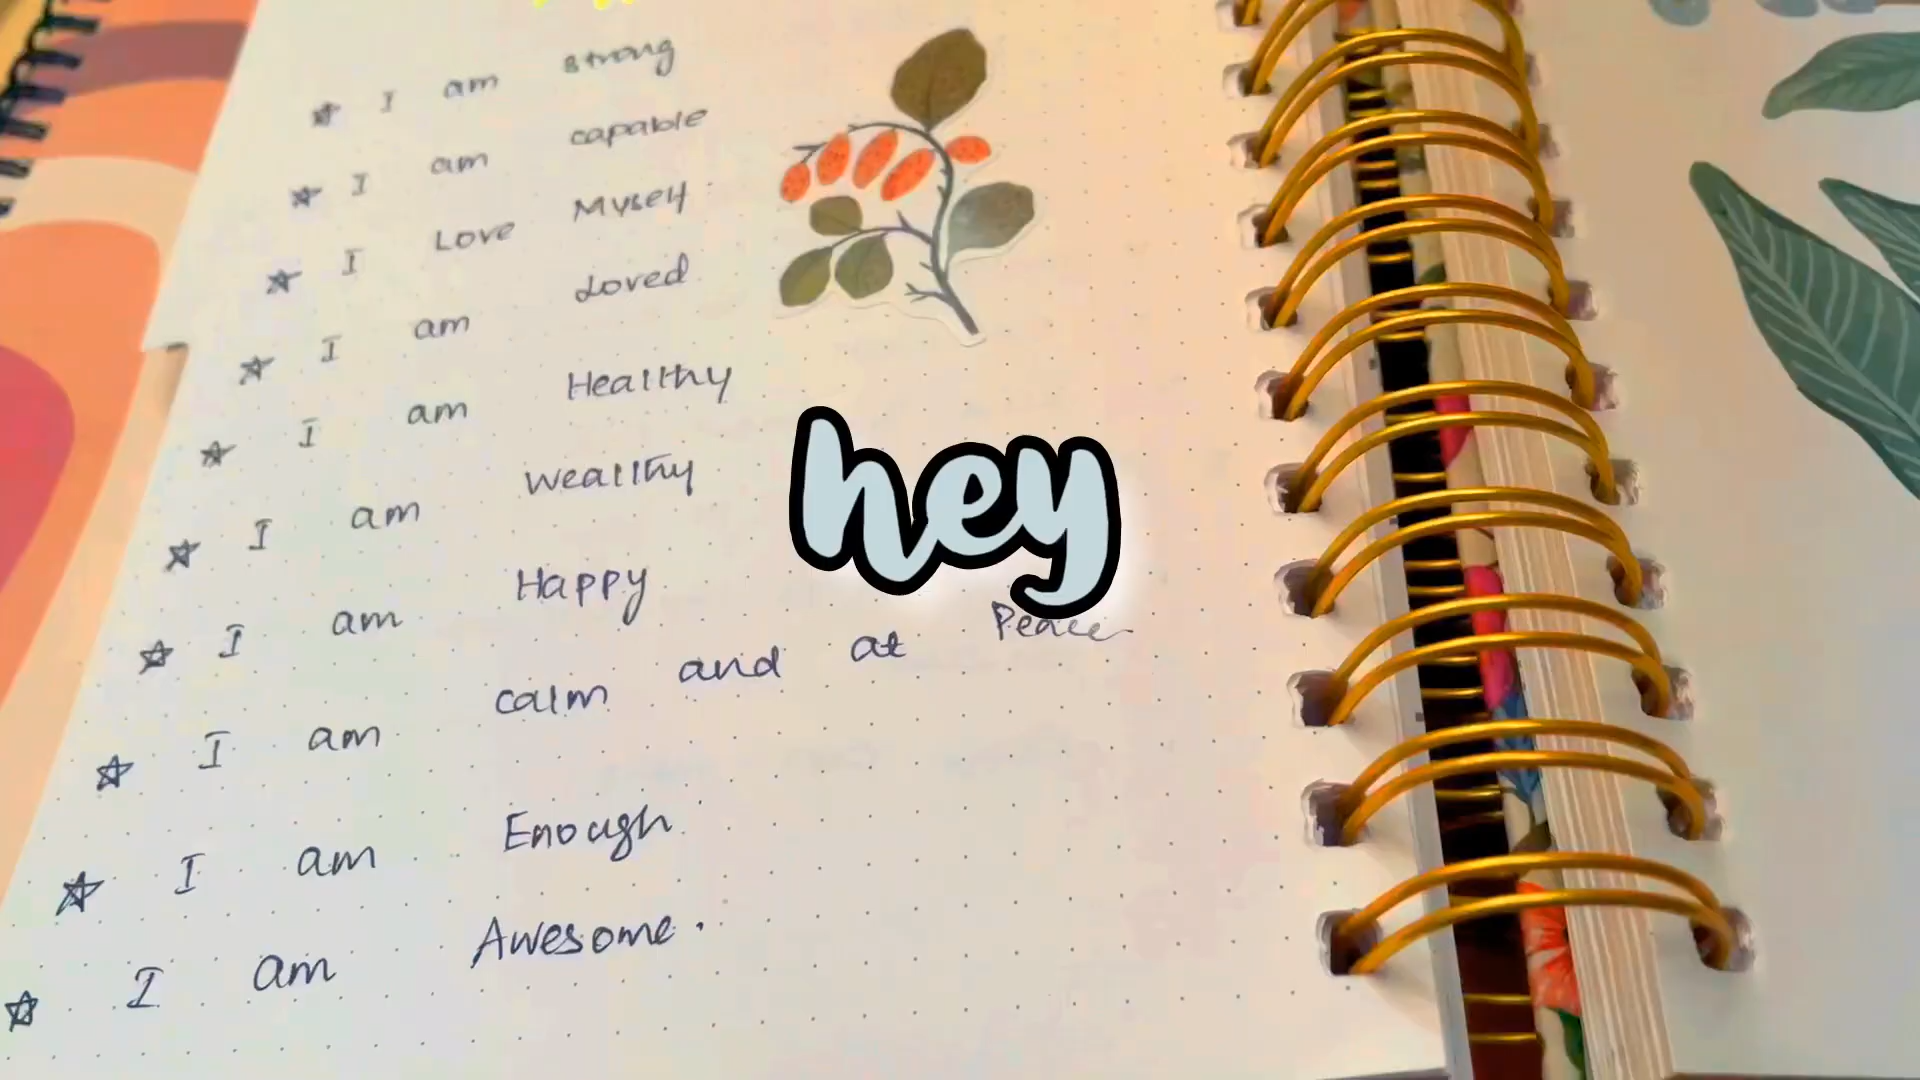 I am strong
I am capable
I Love Myself
I am Loved
I am Healthy
I am Wealthy
hey
I am Happy
I am calm and at Peace
I am Enough
I am Awesome.